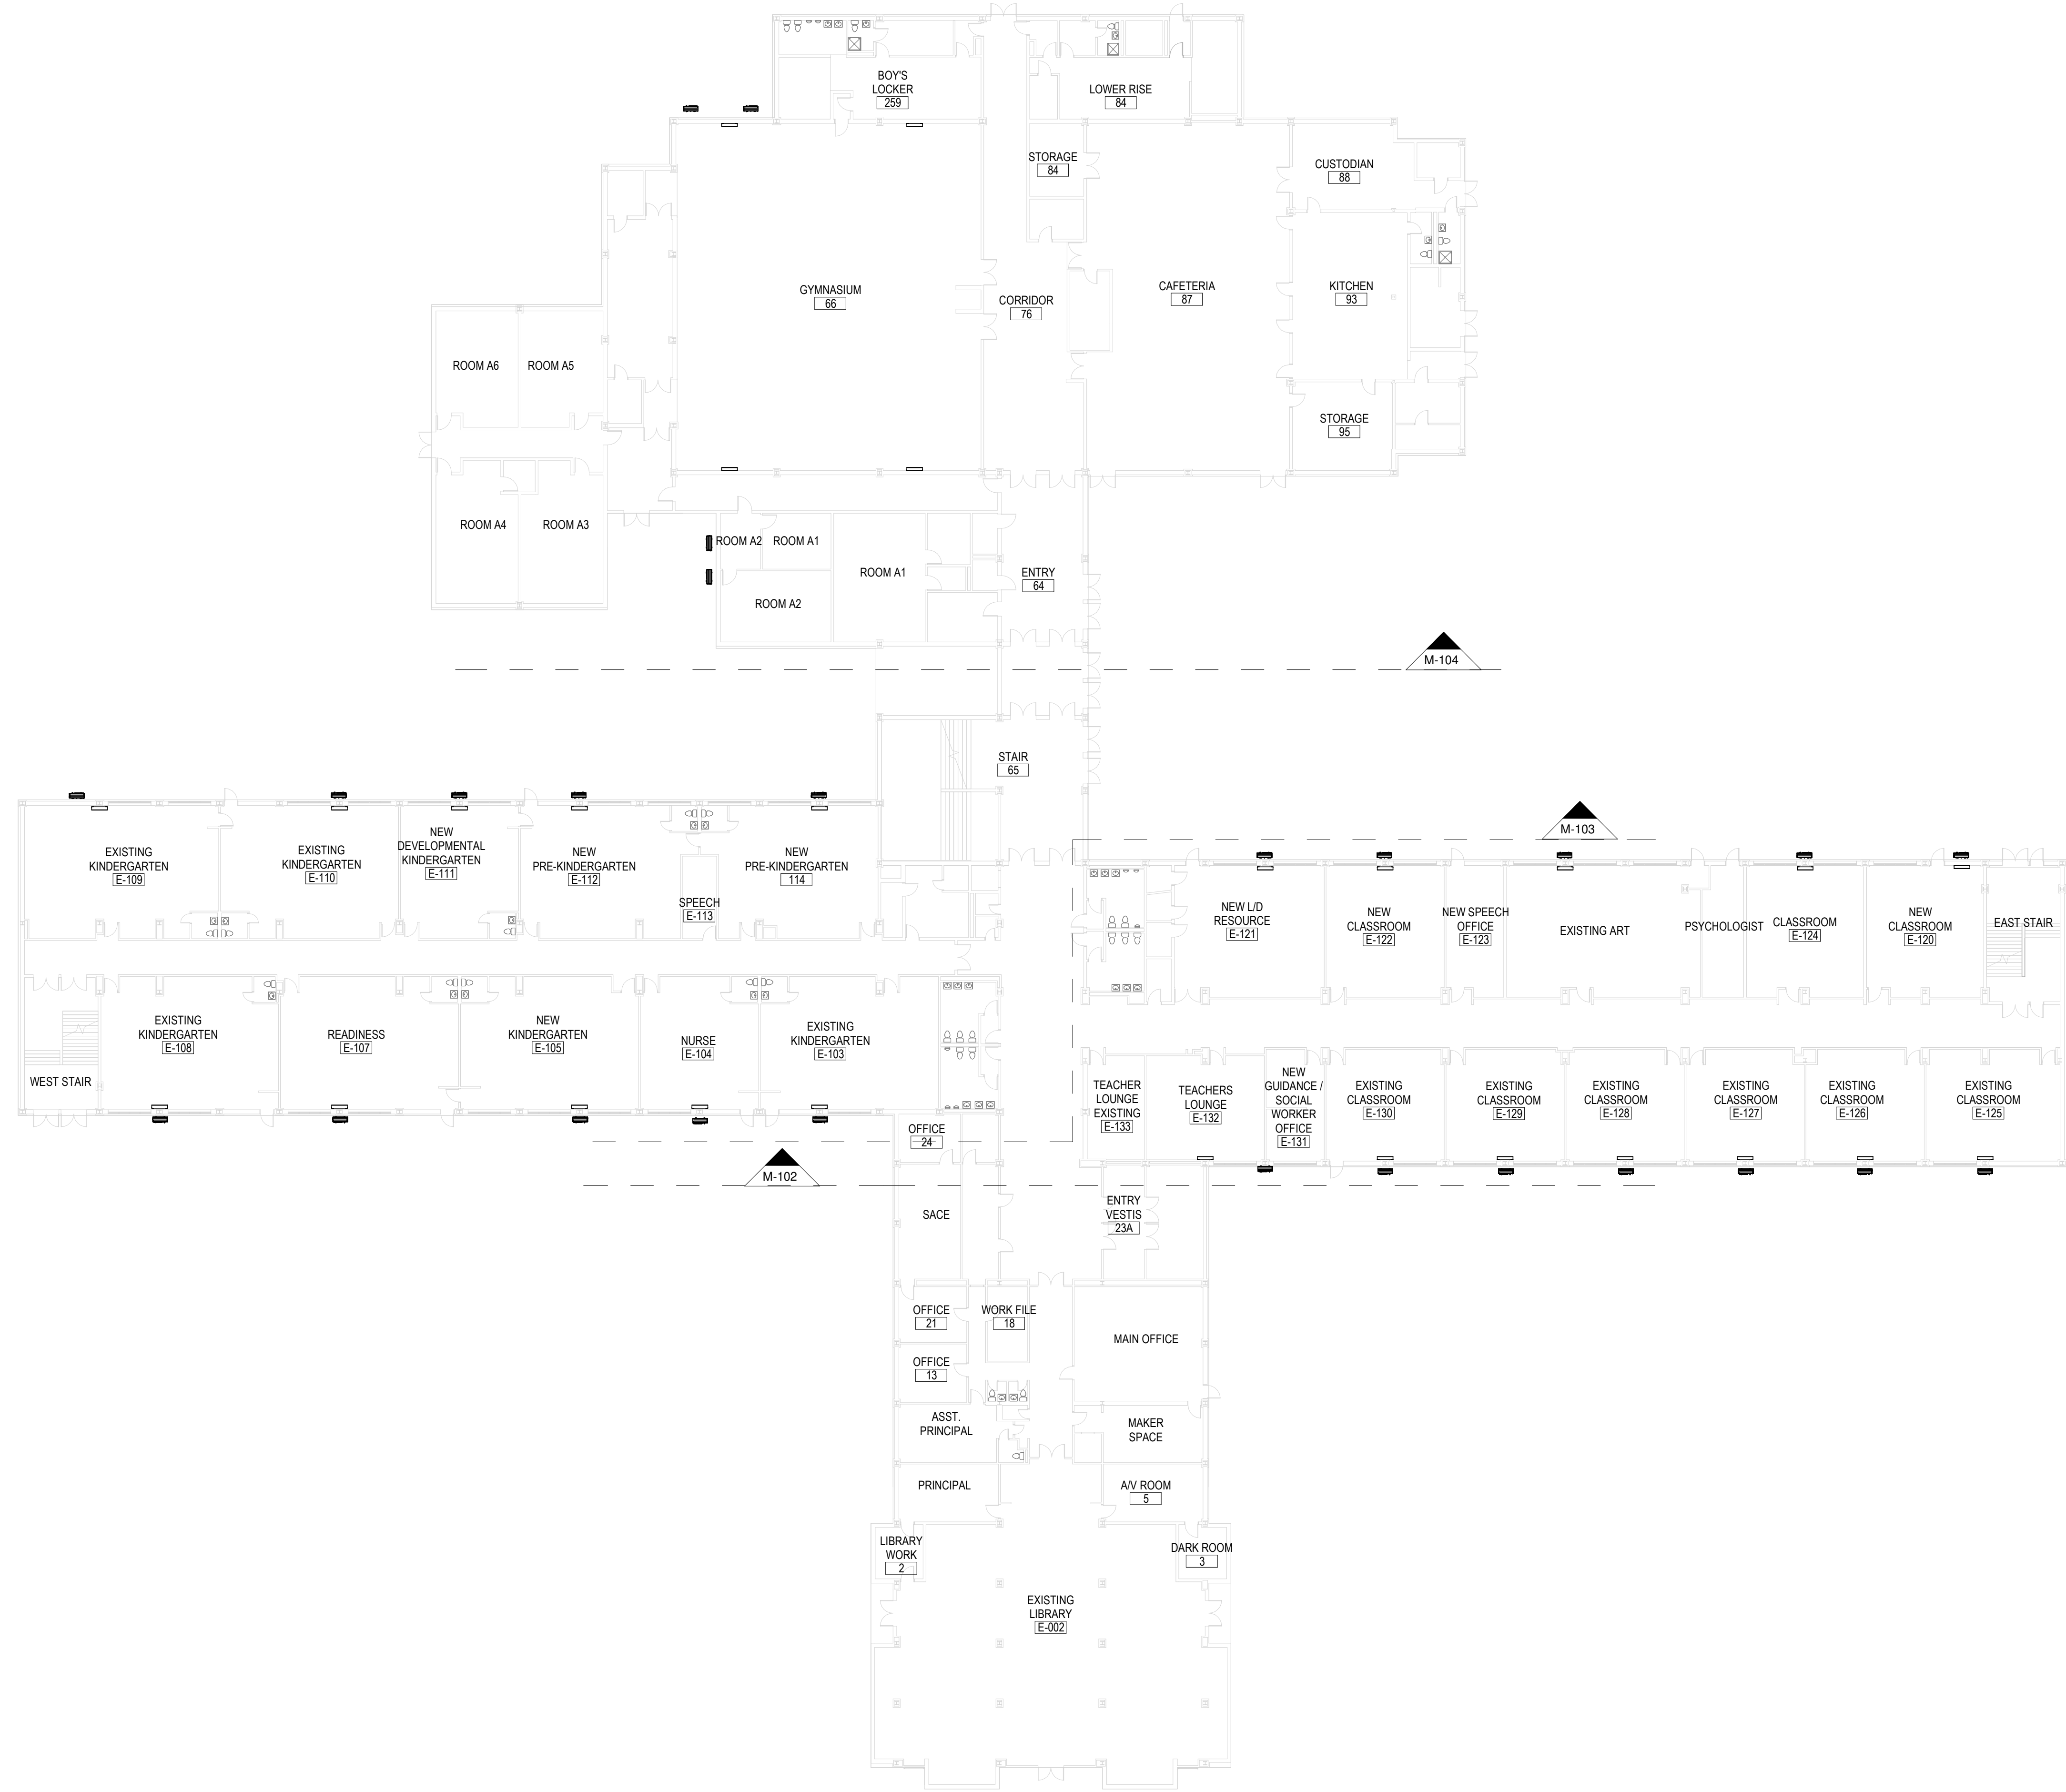 BOY'S
LOCKER
259
LOWER RISE
84
STORAGE
84
CUSTODIAN
88
GYMNASIUM
66
CORRIDOR
76
CAFETERIA
87
KITCHEN
93
ROOM A6
ROOM A5
STORAGE
95
ROOM A4
ROOM A3
ROOM A2
ROOM A1
ROOM A1
ROOM A2
ENTRY
64
M-104
STAIR
65
M-103
EXISTING
KINDERGARTEN
E-109
EXISTING
KINDERGARTEN
E-110
NEW
DEVELOPMENTAL
KINDERGARTEN
E-111
NEW
PRE-KINDERGARTEN
E-112
SPEECH
E-113
NEW
PRE-KINDERGARTEN
114
NEW L/D
RESOURCE
E-121
NEW
CLASSROOM
E-122
NEW SPEECH
OFFICE
E-123
EXISTING ART
PSYCHOLOGIST
CLASSROOM
E-124
NEW
CLASSROOM
E-120
EAST STAIR
WEST STAIR
EXISTING
KINDERGARTEN
E-108
READINESS
E-107
NEW
KINDERGARTEN
E-105
NURSE
E-104
EXISTING
KINDERGARTEN
E-103
TEACHER
LOUNGE
EXISTING
E-133
TEACHERS
LOUNGE
E-132
NEW
GUIDANCE /
SOCIAL
WORKER
OFFICE
E-131
EXISTING
CLASSROOM
E-130
EXISTING
CLASSROOM
E-129
EXISTING
CLASSROOM
E-128
EXISTING
CLASSROOM
E-127
EXISTING
CLASSROOM
E-126
EXISTING
CLASSROOM
E-125
OFFICE
24
M-102
SACE
ENTRY
VESTIS
23A
OFFICE
21
WORK FILE
18
MAIN OFFICE
OFFICE
13
ASST.
PRINCIPAL
MAKER
SPACE
PRINCIPAL
A/V ROOM
5
LIBRARY
WORK
2
DARK ROOM
3
EXISTING
LIBRARY
E-002